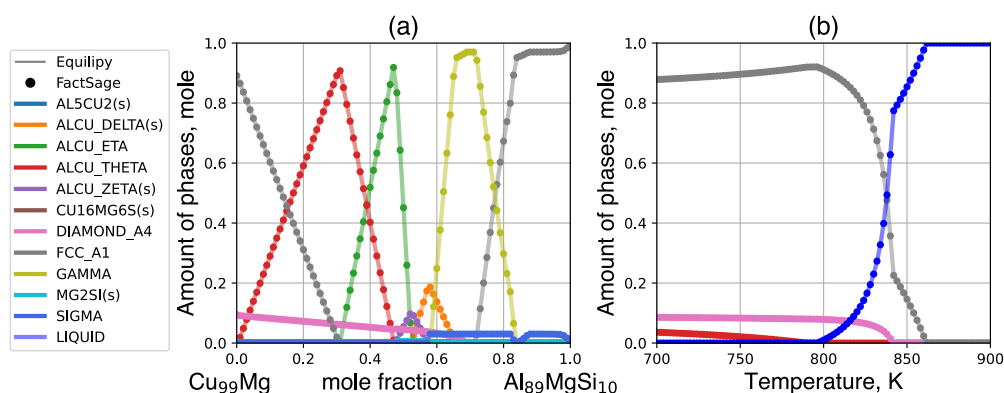 (a)
(b)
Equilipy
FactSage
AL5CU2(s)
ALCU_DELTA(s)
ALCU_ETA
ALCU_THETA
ALCU_ZETA(s)
CU16MG6S(s)
DIAMOND_A4
FCC_A1
GAMMA
MG2SI(s)
SIGMA
LIQUID
Amount of phases, mole
1.0
0.8
0.6
0.4
0.2
0.0
0.0 0.2 0.4 0.6 0.8 1.0
Cu₉₉Mg mole fraction Al₈₉MgSi₁₀
Amount of phases, mole
1.0
0.8
0.6
0.4
0.2
0.0
700 750 800 850 900
Temperature, K